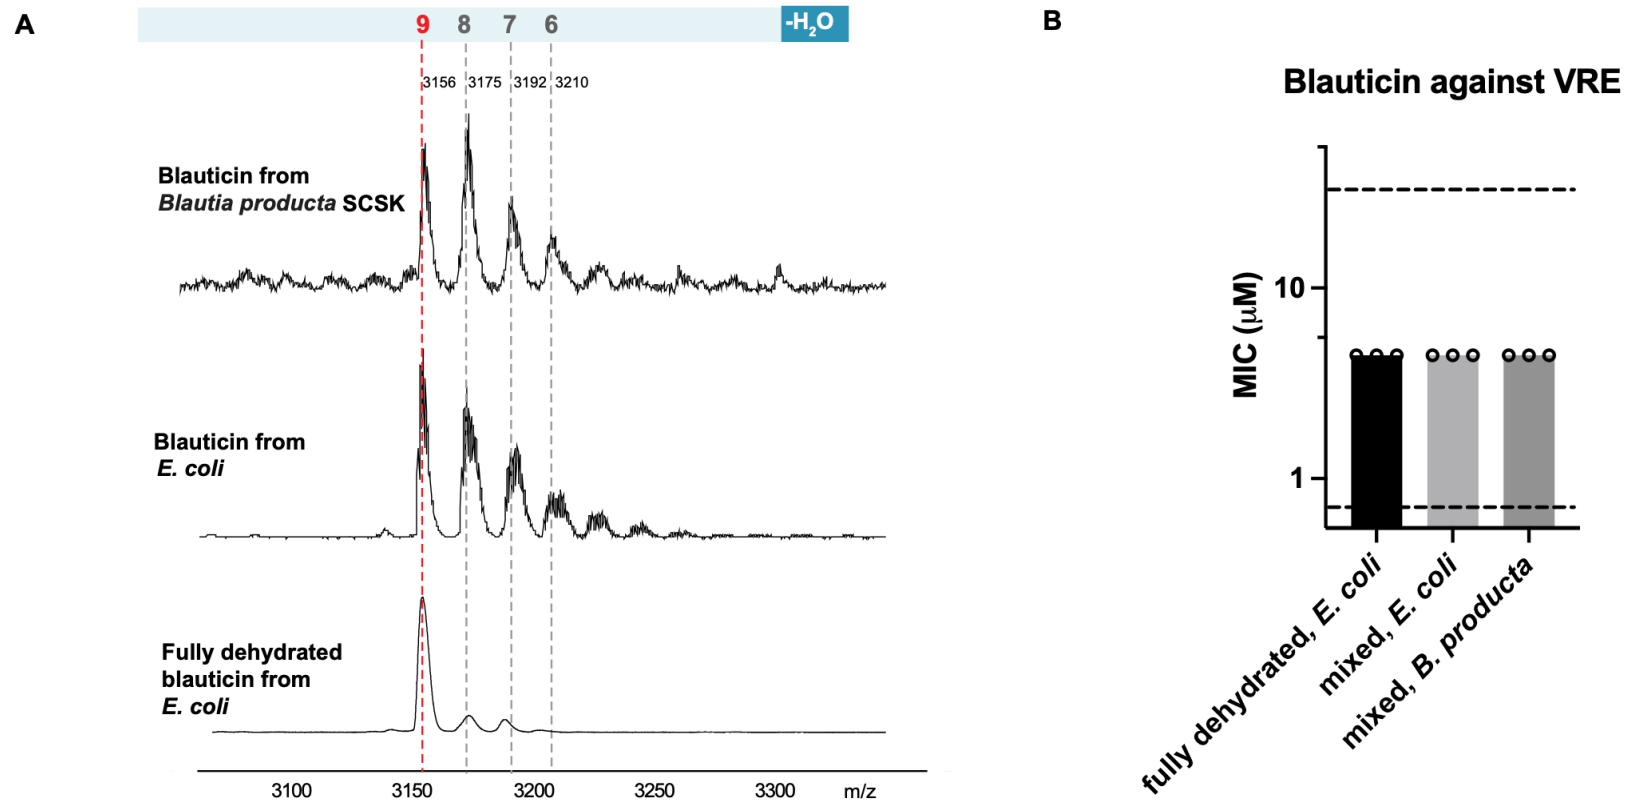 A
9 8 7 6 -H₂O
3156 3175 3192 3210
Blauticin from
Blautia producta SCSK
Blauticin from
E. coli
Fully dehydrated
blauticin from
E. coli
3100 3150 3200 3250 3300 m/z
B
Blauticin against VRE
MIC (μM)
10
1
fully dehydrated, E. coli
mixed, E. coli
mixed, B. producta